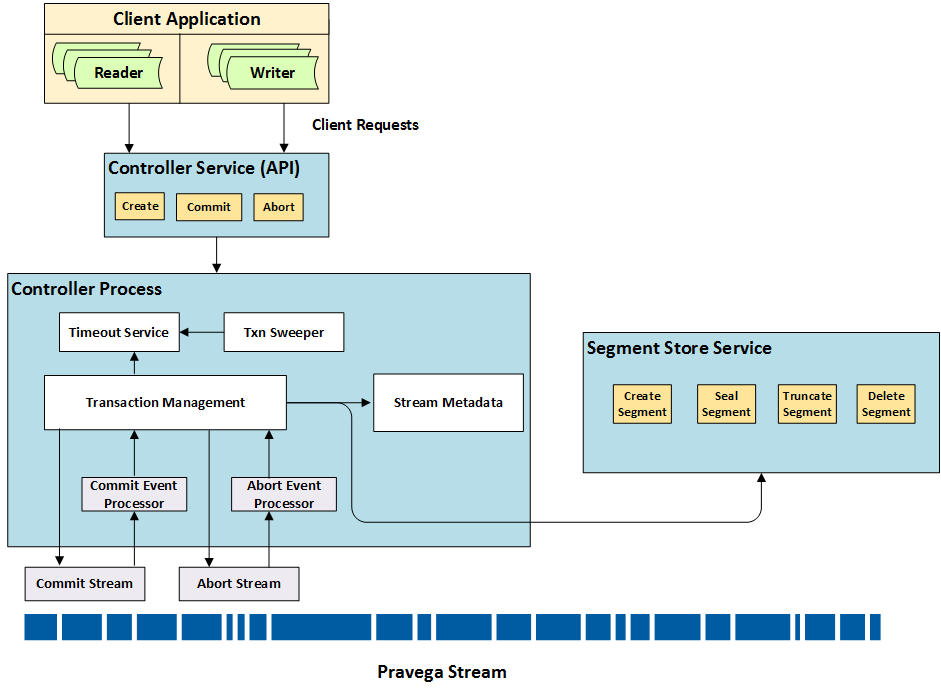 Client Application
Reader
Writer
Client Requests
Controller Service (API)
Create
Commit
Abort
Controller Process
Timeout Service
Txn Sweeper
Transaction Management
Stream Metadata
Commit Event
Processor
Abort Event
Processor
Segment Store Service
Create
Segment
Seal
Segment
Truncate
Segment
Delete
Segment
Commit Stream
Abort Stream
Pravega Stream